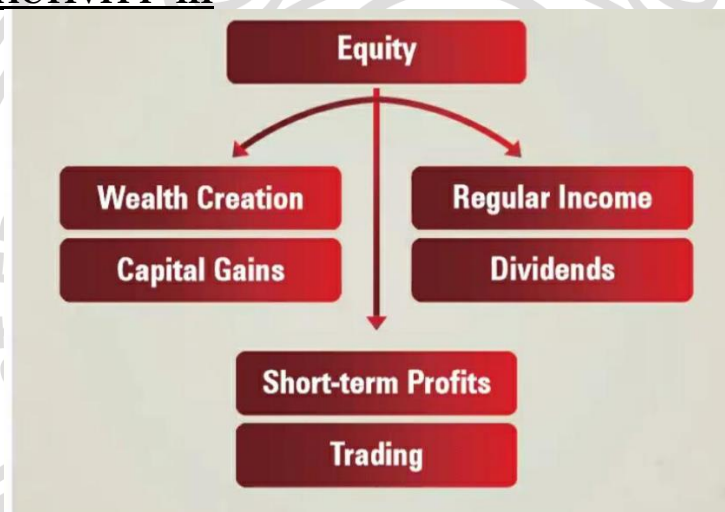 Equity
Wealth Creation
Regular Income
Capital Gains
Dividends
Short-term Profits
Trading